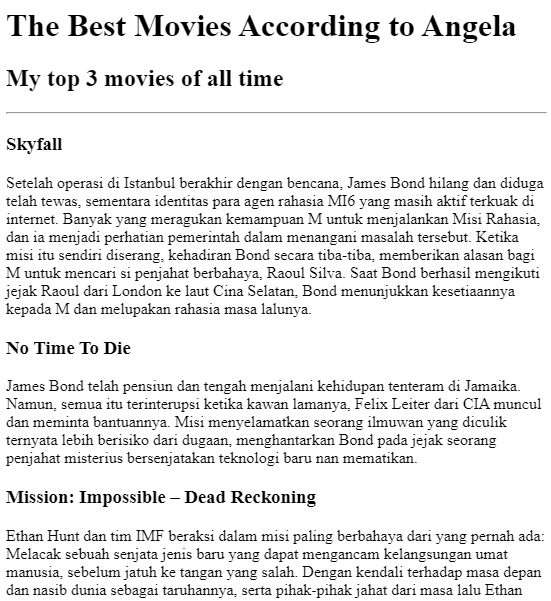 The Best Movies According to Angela
My top 3 movies of all time
Skyfall
Setelah operasi di Istanbul berakhir dengan bencana, James Bond hilang dan diduga
telah tewas, sementara identitas para agen rahasia MI6 yang masih aktif terkuak di
internet. Banyak yang meragukan kemampuan M untuk menjalankan Misi Rahasia,
dan ia menjadi perhatian pemerintah dalam menangani masalah tersebut. Ketika
misi itu sendiri diserang, kehadiran Bond secara tiba-tiba, memberikan alasan bagi
M untuk mencari si penjahat berbahaya, Raoul Silva. Saat Bond berhasil mengikuti
jejak Raoul dari London ke laut Cina Selatan, Bond menunjukkan kesetiaannya
kepada M dan melupakan rahasia masa lalunya.
No Time To Die
James Bond telah pensiun dan tengah menjalani kehidupan tenteram di Jamaika.
Namun, semua itu terinterupsi ketika kawan lamanya, Felix Leiter dari CIA muncul
dan meminta bantuannya. Misi menyelamatkan seorang ilmuwan yang diculik
ternyata lebih berisiko dari dugaan, menghantarkan Bond pada jejak seorang
penjahat misterius bersenjatakan teknologi baru nan mematikan.
Mission: Impossible – Dead Reckoning
Ethan Hunt dan tim IMF beraksi dalam misi paling berbahaya dari yang pernah ada:
Melacak sebuah senjata jenis baru yang dapat mengancam kelangsungan umat
manusia, sebelum jatuh ke tangan yang salah. Dengan kendali terhadap masa depan
dan nasib dunia sebagai taruhannya, serta pihak-pihak jahat dari masa lalu Ethan